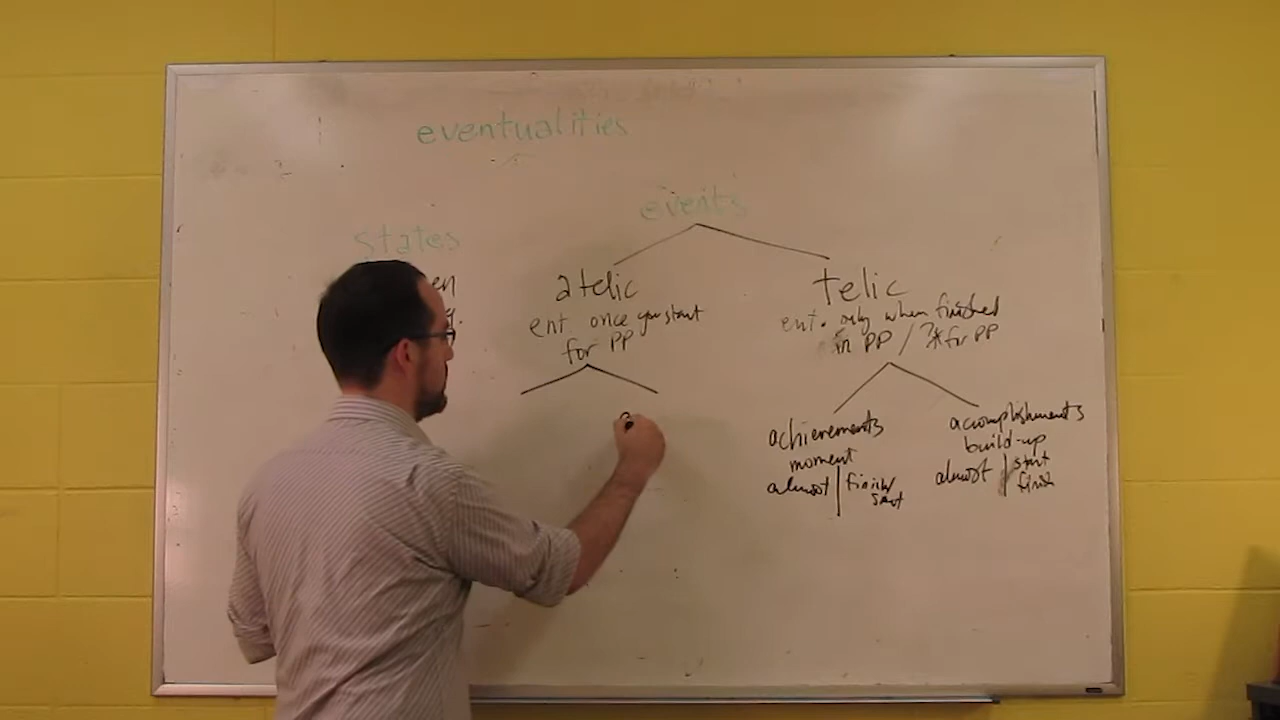 eventualities
events
states
atelic
ent. once you start
for PP
telic
ent. only when finished
in PP / ?* for PP
achievements
moment
almost | finish
start
acomplishments
build-up
almost | start
finish